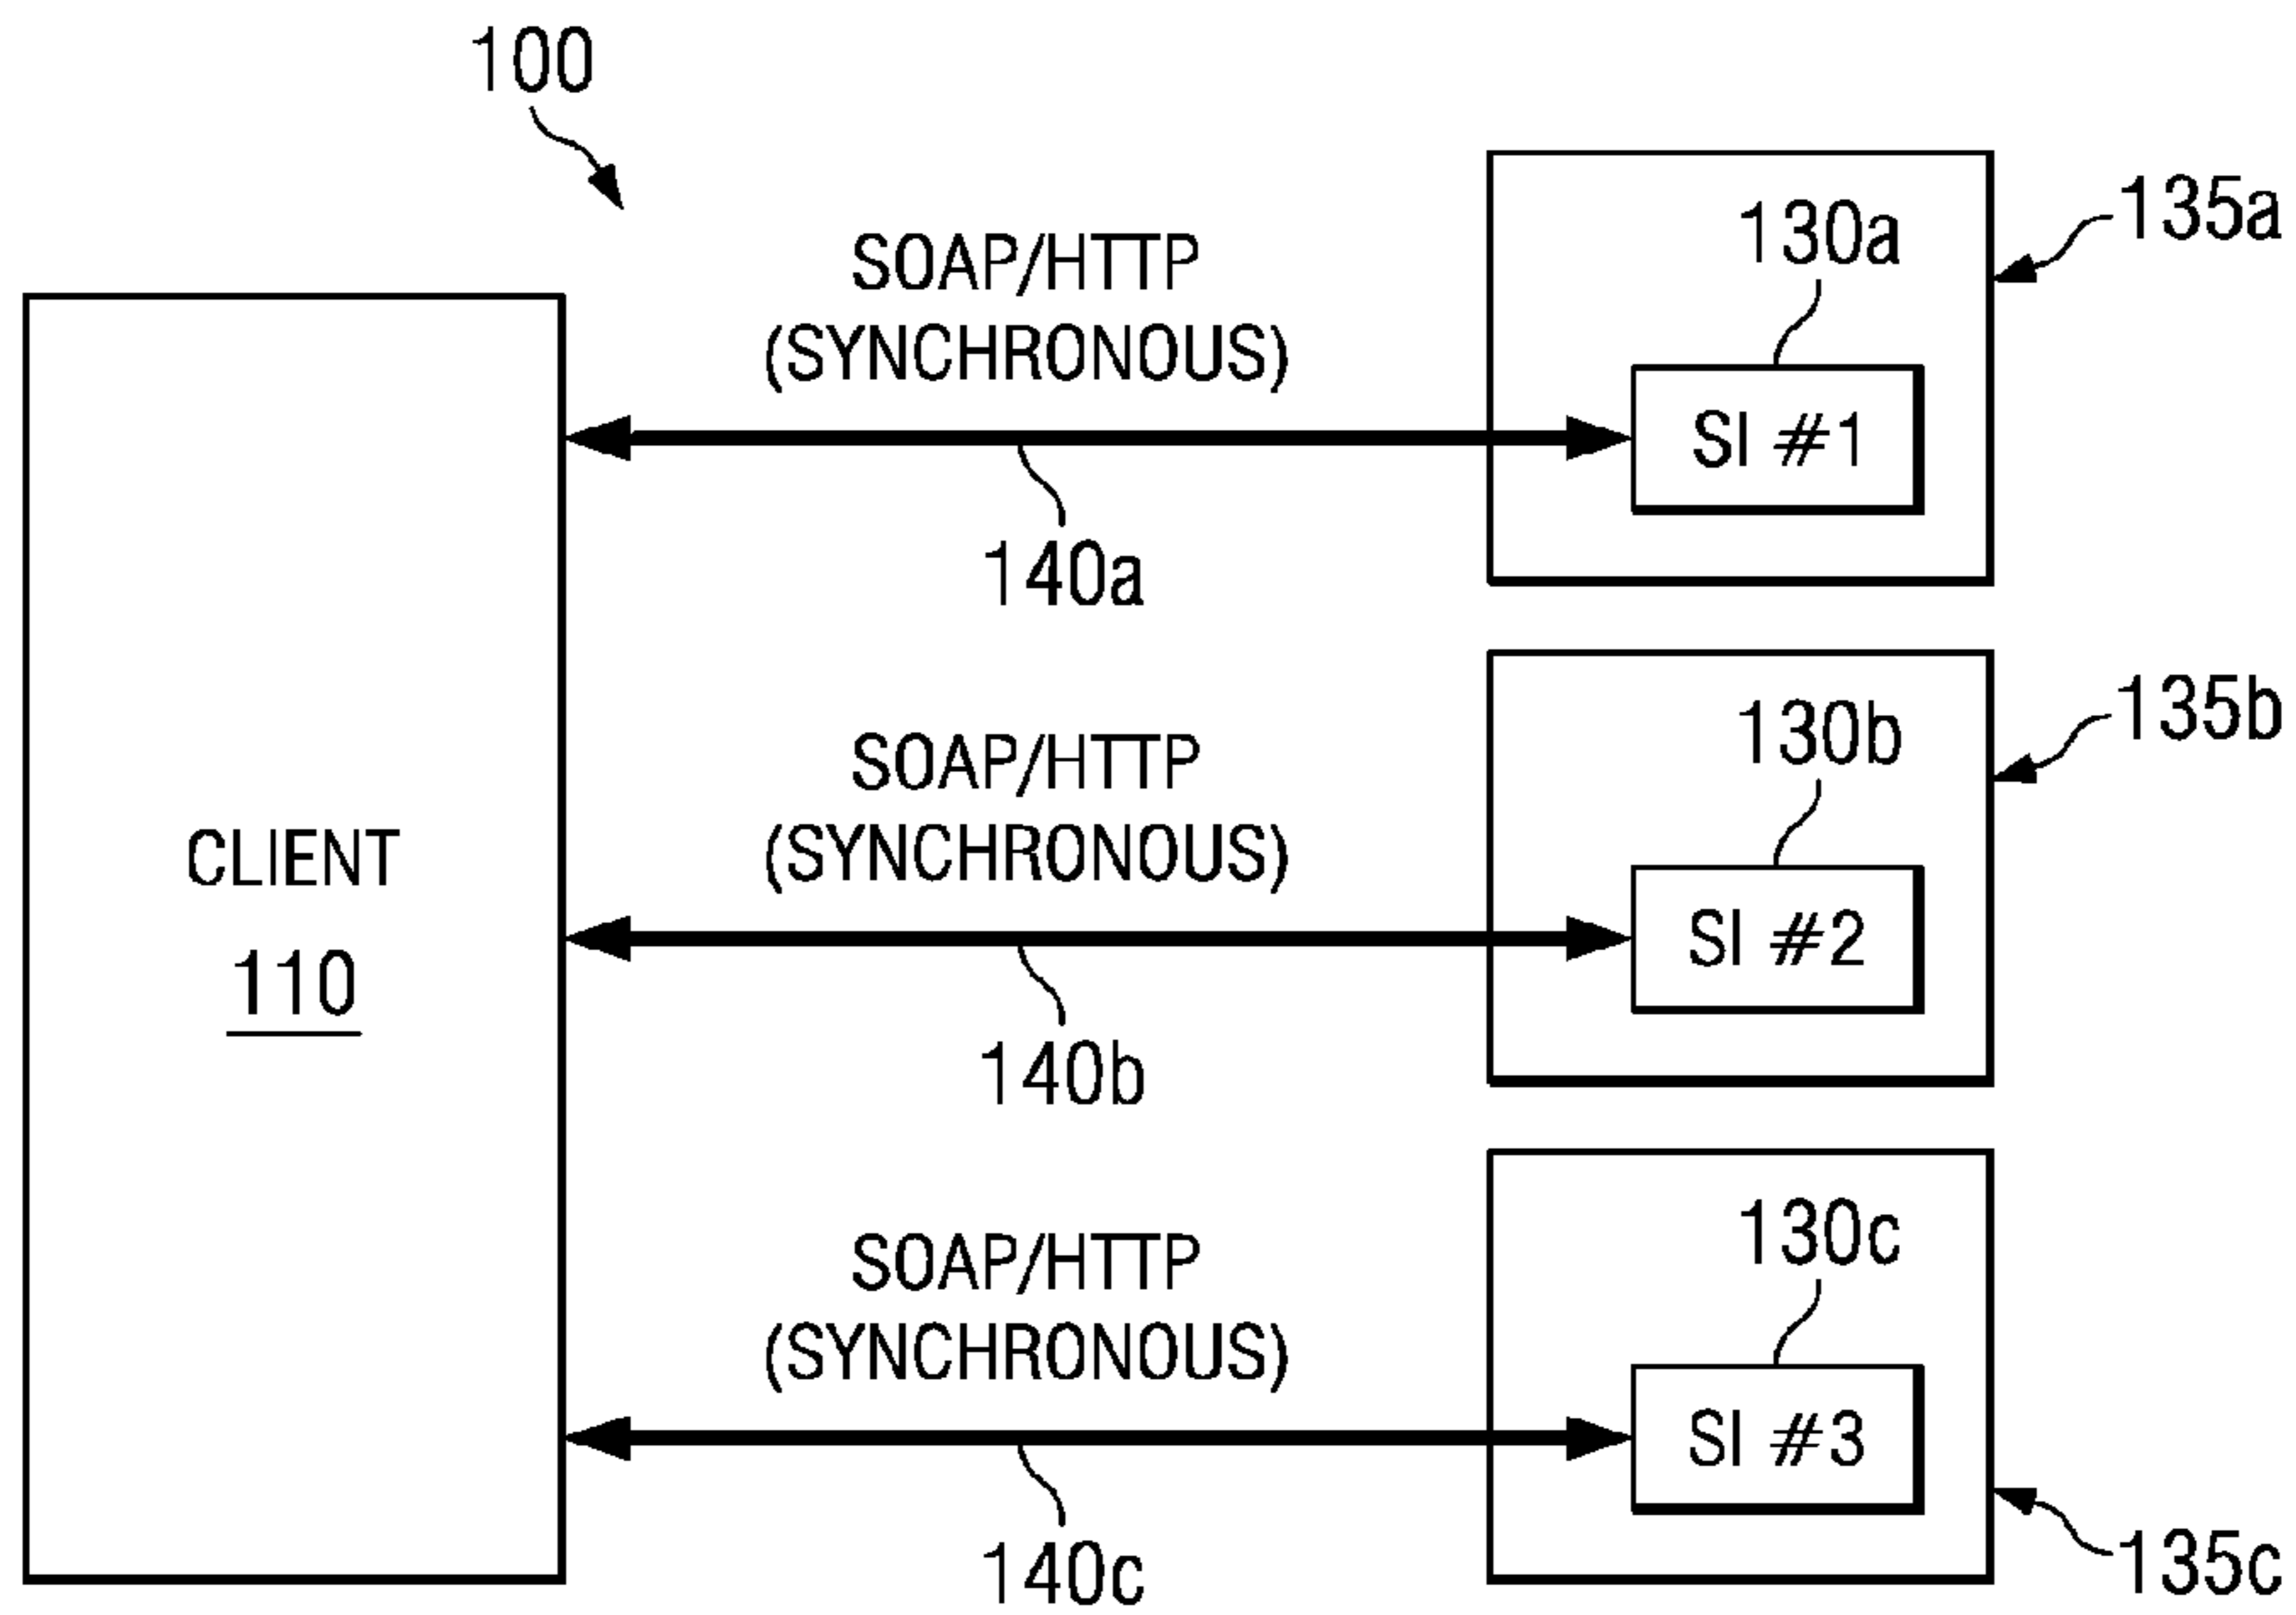 100
SOAP/HTTP
(SYNCHRONOUS)
140a
130a
SI #1
135a
CLIENT
110
SOAP/HTTP
(SYNCHRONOUS)
140b
130b
SI #2
135b
SOAP/HTTP
(SYNCHRONOUS)
140c
130c
SI #3
135c